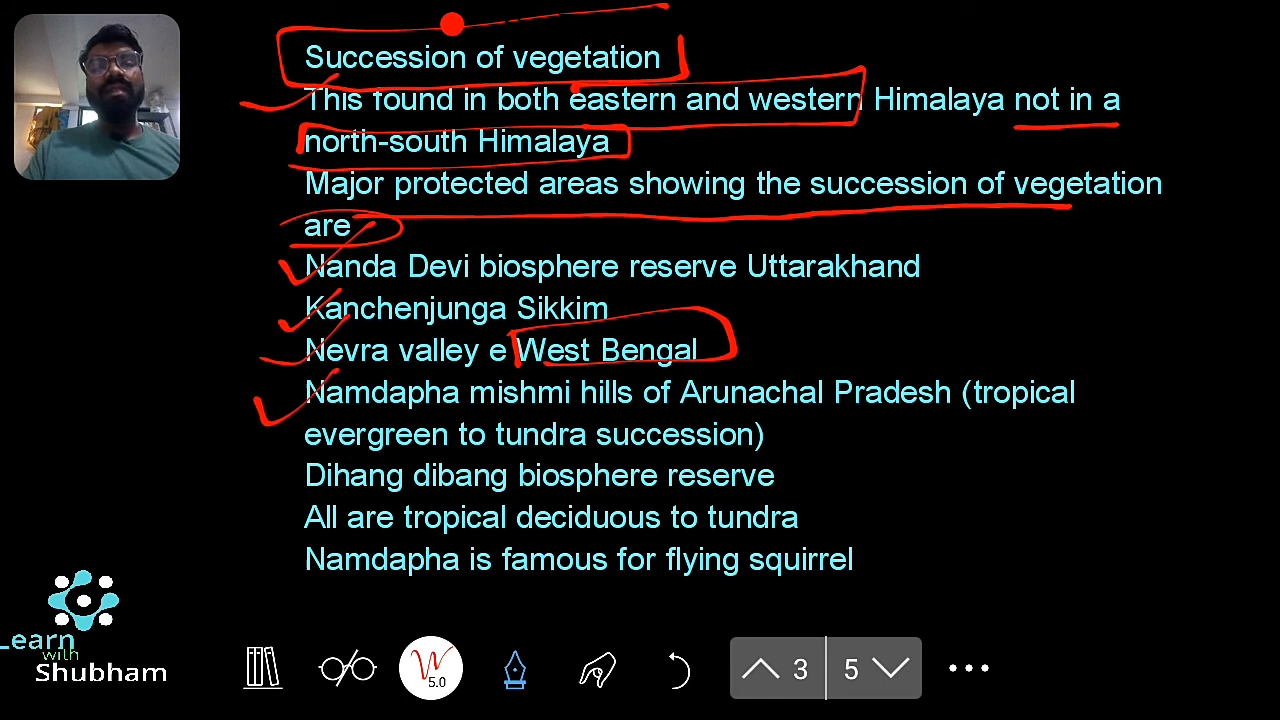 Succession of vegetation
This found in both eastern and western Himalaya not in a
north-south Himalaya
Major protected areas showing the succession of vegetation
are
Nanda Devi biosphere reserve Uttarakhand
Kanchenjunga Sikkim
Nevra valley e West Bengal
Namdapha mishmi hills of Arunachal Pradesh (tropical
evergreen to tundra succession)
Dihang dibang biosphere reserve
All are tropical deciduous to tundra
Namdapha is famous for flying squirrel
Learn
with
Shubham
5.0
3
5